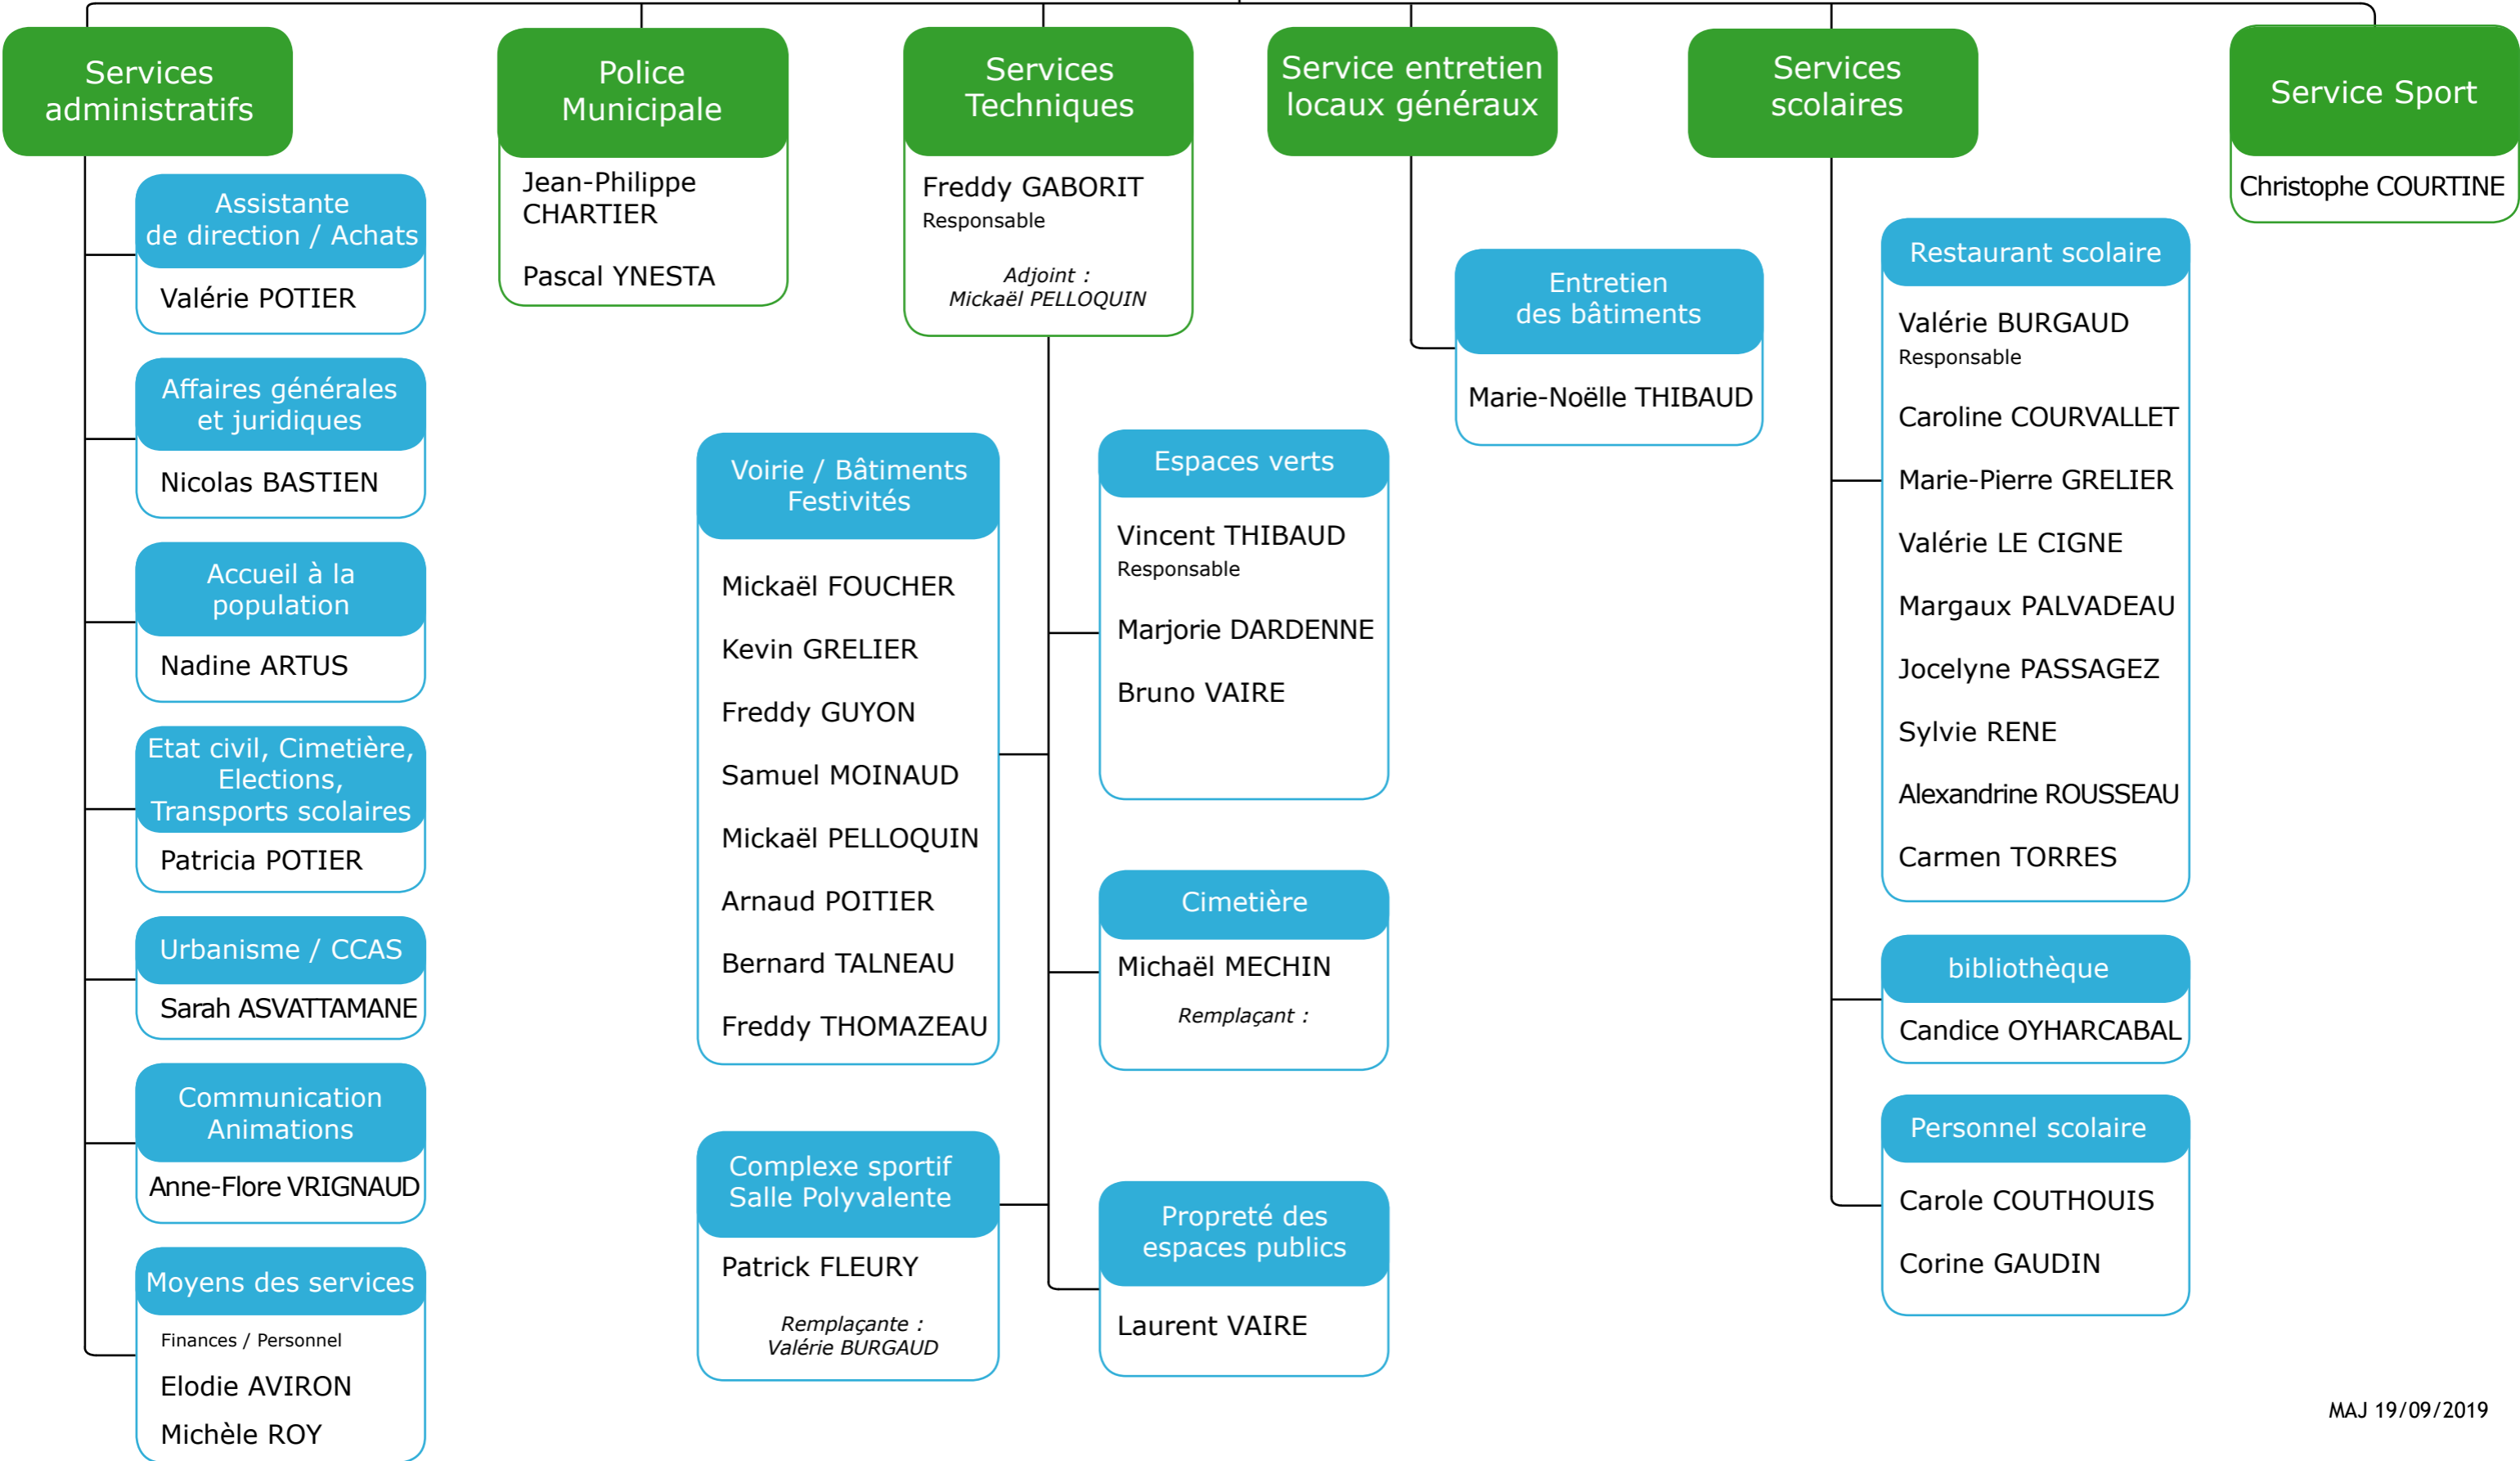 Services
administratifs
Assistante
de direction / Achats
Valérie POTIER
Affaires générales
et juridiques
Nicolas BASTIEN
Accueil à la
population
Nadine ARTUS
Etat civil, Cimetière,
Elections,
Transports scolaires
Patricia POTIER
Urbanisme / CCAS
Sarah ASVATTAMANE
Communication
Animations
Anne-Flore VRIGNAUD
Moyens des services
Finances / Personnel
Elodie AVIRON
Michèle ROY
Police
Municipale
Jean-Philippe
CHARTIER
Pascal YNESTA
Services
Techniques
Freddy GABORIT
Responsable
Adjoint :
Mickaël PELLOQUIN
Voirie / Bâtiments
Festivités
Mickaël FOUCHER
Kevin GRELIER
Freddy GUYON
Samuel MOINAUD
Mickaël PELLOQUIN
Arnaud POITIER
Bernard TALNEAU
Freddy THOMAZEAU
Complexe sportif
Salle Polyvalente
Patrick FLEURY
Remplaçante :
Valérie BURGAUD
Espaces verts
Vincent THIBAUD
Responsable
Marjorie DARDENNE
Bruno VAIRE
Cimetière
Michaël MECHIN
Remplaçant :
Propreté des
espaces publics
Laurent VAIRE
Service entretien
locaux généraux
Entretien
des bâtiments
Marie-Noëlle THIBAUD
Services
scolaires
Restaurant scolaire
Valérie BURGAUD
Responsable
Caroline COURVALLET
Marie-Pierre GRELIER
Valérie LE CIGNE
Margaux PALVADEAU
Jocelyne PASSAGEZ
Sylvie RENE
Alexandrine ROUSSEAU
Carmen TORRES
bibliothèque
Candice OYHARCABAL
Personnel scolaire
Carole COUTHOUIS
Corine GAUDIN
Service Sport
Christophe COURTINE
MAJ 19/09/2019